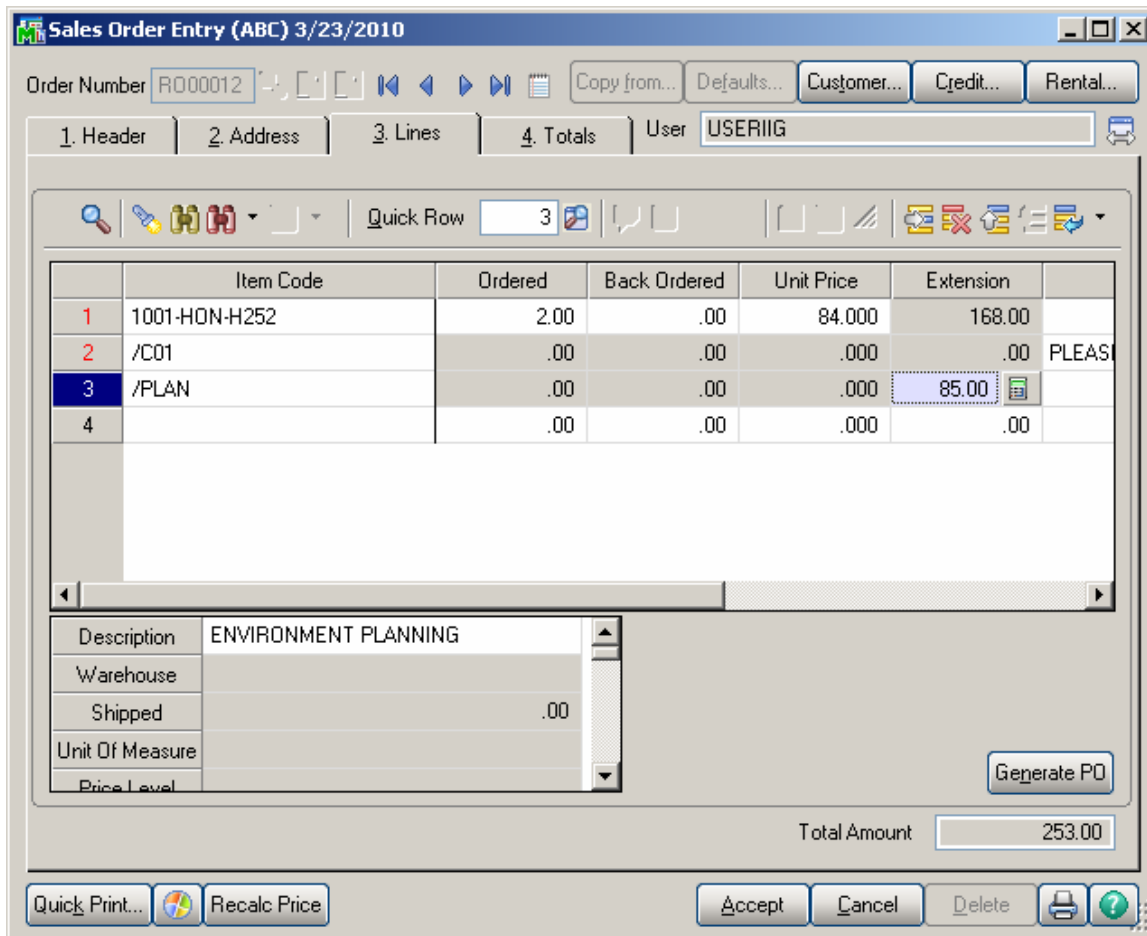 Sales Order Entry (ABC) 3/23/2010
Order Number RO00012 Copy from... Defaults... Customer... Credit... Rental...
1. Header 2. Address 3. Lines 4. Totals User USERIIG
Quick Row 3
Item Code Ordered Back Ordered Unit Price Extension
1 1001-HON-H252 2.00 .00 84.000 168.00
2 /C01 .00 .00 .000 .00 PLEASI
3 /PLAN .00 .00 .000 85.00
4 .00 .00 .000 .00
Description ENVIRONMENT PLANNING
Warehouse
Shipped .00
Unit Of Measure
Price Level
Generate PO
Total Amount 253.00
Quick Print... Recalc Price Accept Cancel Delete